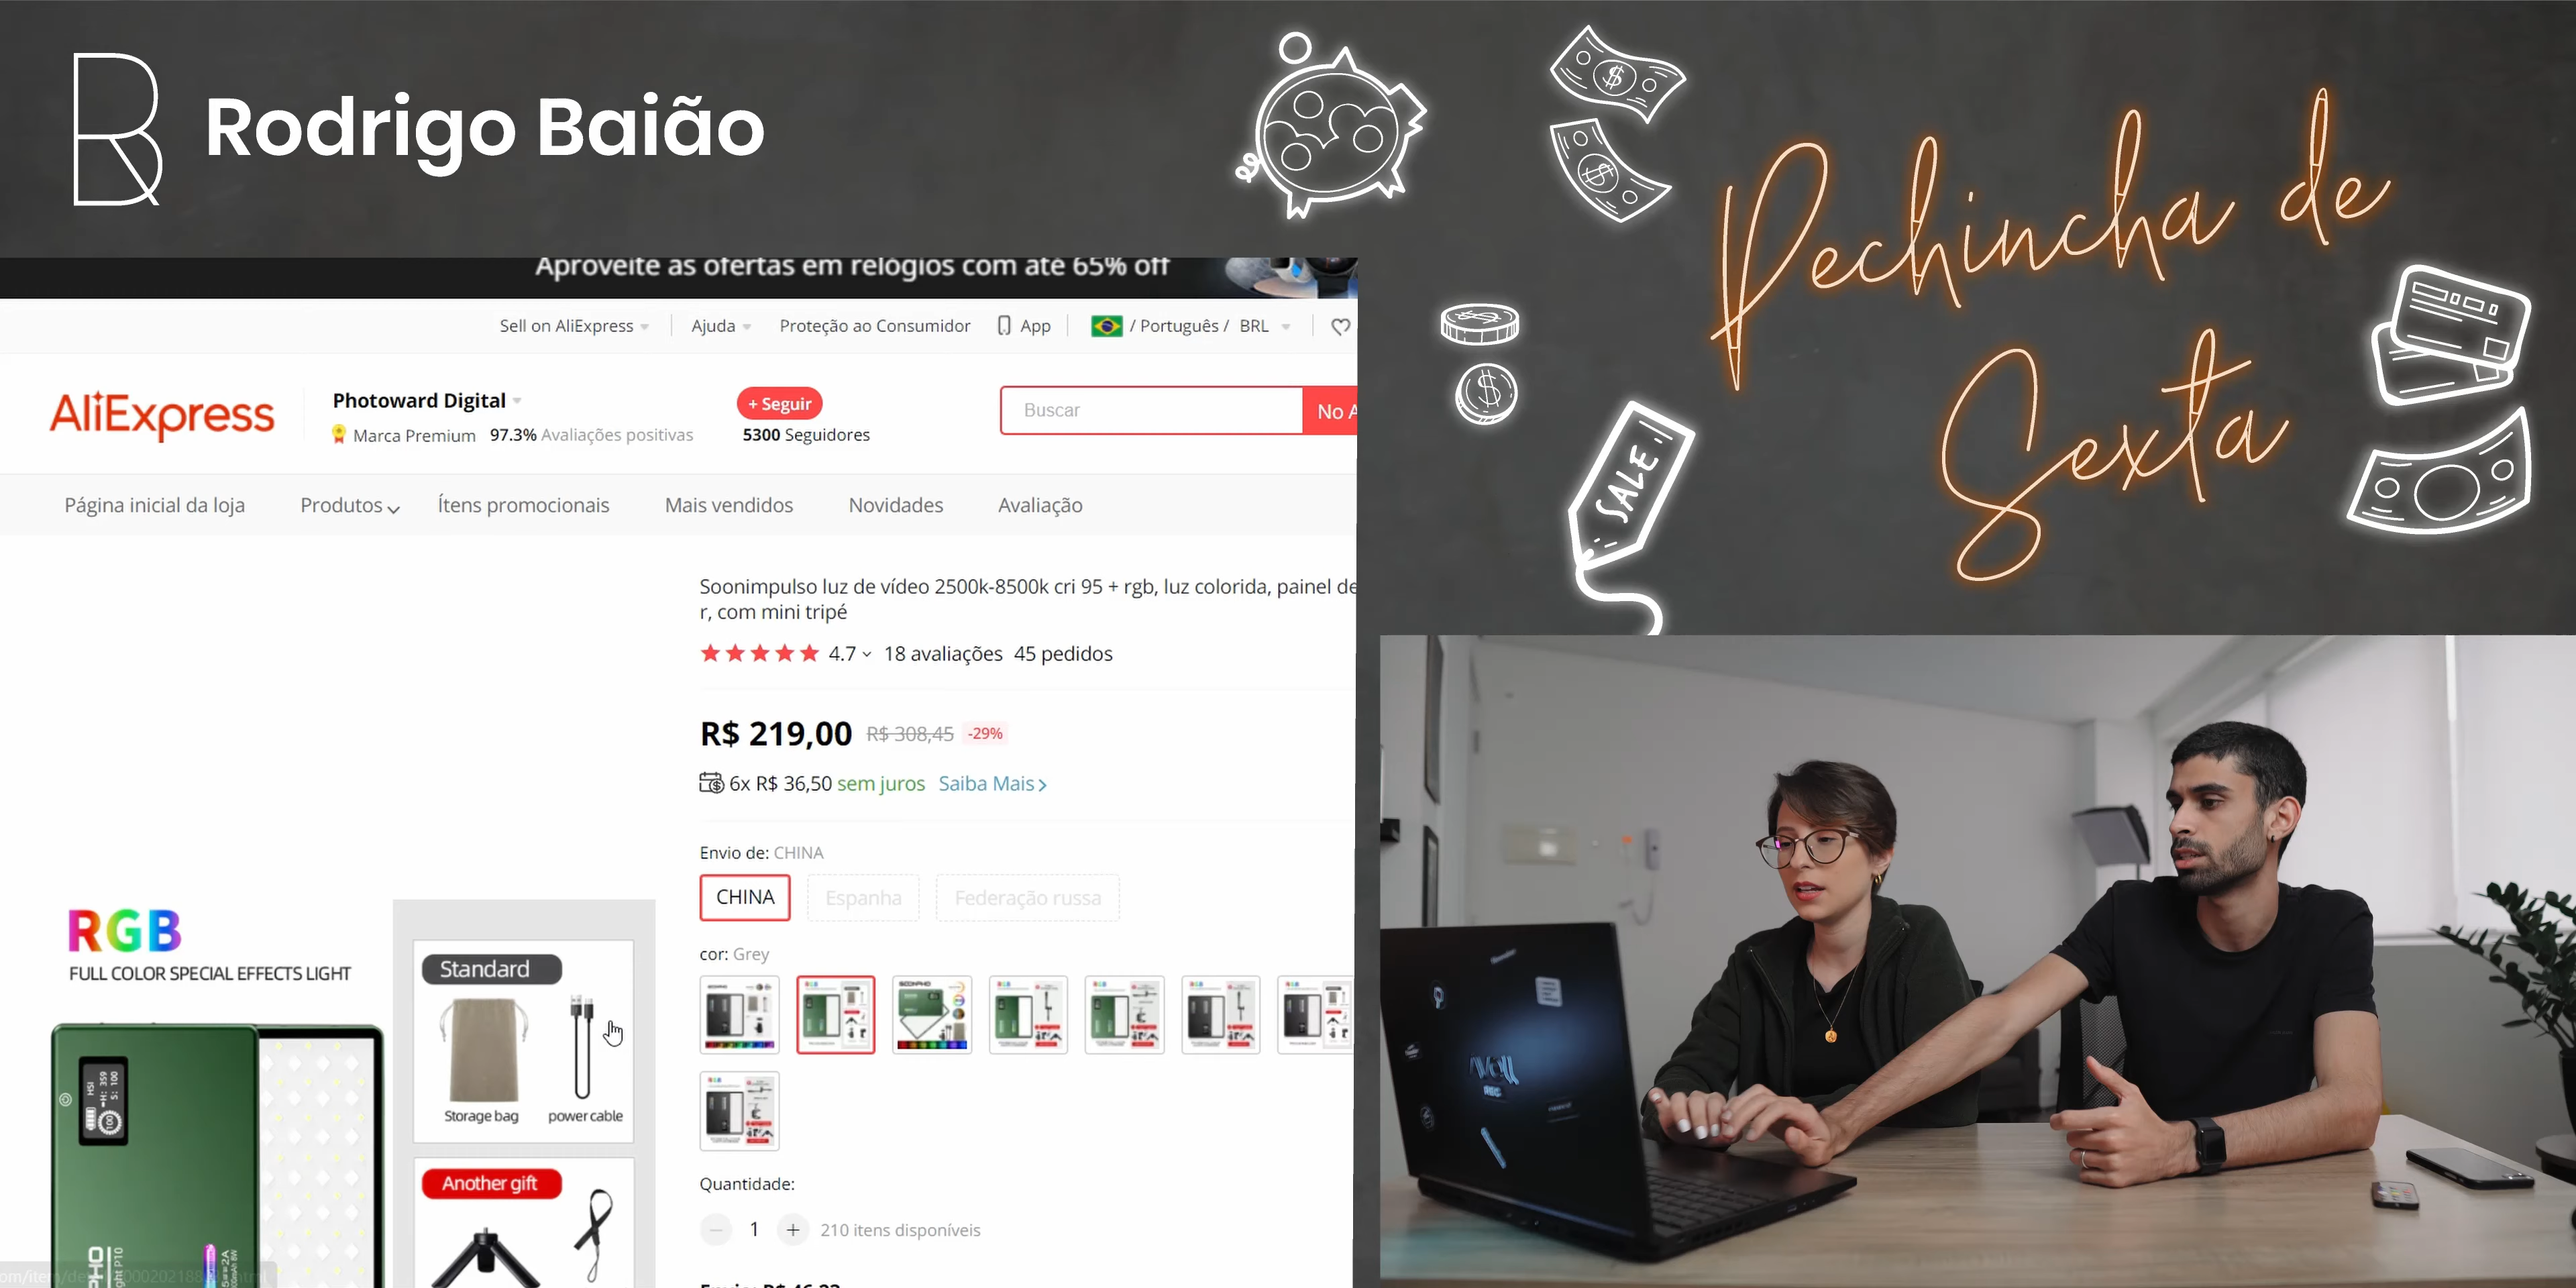 Rodrigo Baião
Pechincha de
Sexta
SALE
Aproveite as ofertas em relógios com até 65% off
Sell on AliExpress
Ajuda
Proteção ao Consumidor
App
/ Português / BRL
AliExpress
Photoward Digital
Marca Premium 97.3% Avaliações positivas
+ Seguir
5300 Seguidores
Buscar
No A
Página inicial da loja
Produtos
Ítens promocionais
Mais vendidos
Novidades
Avaliação
Soonimpulso luz de vídeo 2500k-8500k cri 95 + rgb, luz colorida, painel de
r, com mini tripé
4.7 18 avaliações 45 pedidos
R$ 219,00 R$ 308,45 -29%
6x R$ 36,50 sem juros Saiba Mais
Envio de: CHINA
CHINA Espanha Federação russa
cor: Grey
RGB
FULL COLOR SPECIAL EFFECTS LIGHT
Standard
Storage bag power cable
Another gift
HSI
H: 359
S: 100
100
Quantidade:
1 210 itens disponíveis